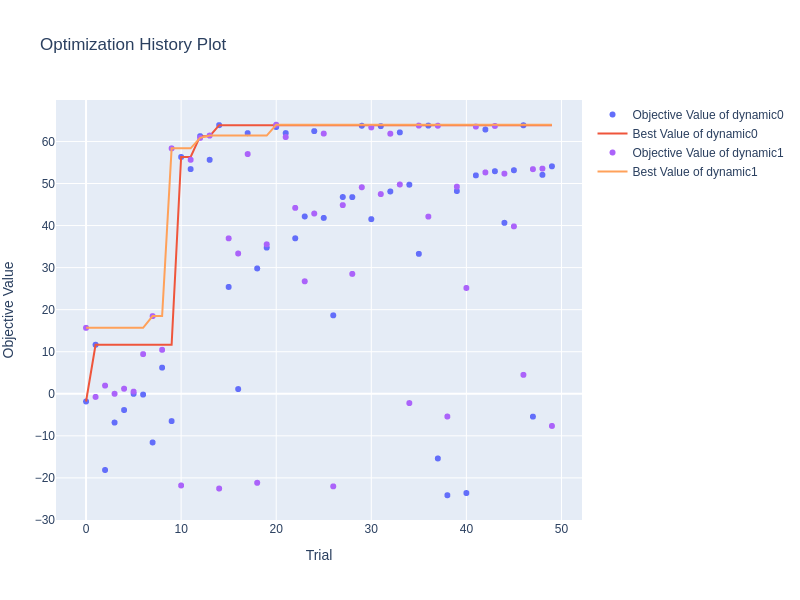 Optimization History Plot
Objective Value
60
50
40
30
20
10
0
−10
−20
−30
0
10
20
30
40
50
Trial
Objective Value of dynamic0
Best Value of dynamic0
Objective Value of dynamic1
Best Value of dynamic1